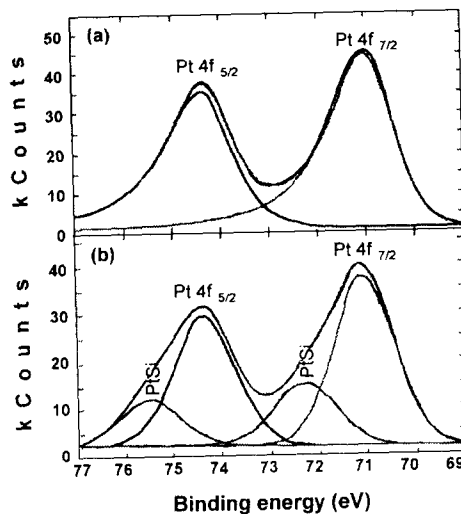 (a)
Pt 4f 5/2
Pt 4f 7/2
50
40
30
20
10
0
k Counts
(b)
Pt 4f 5/2
Pt 4f 7/2
PtSi
PtSi
40
30
20
10
0
k Counts
77 76 75 74 73 72 71 70 69
Binding energy (eV)